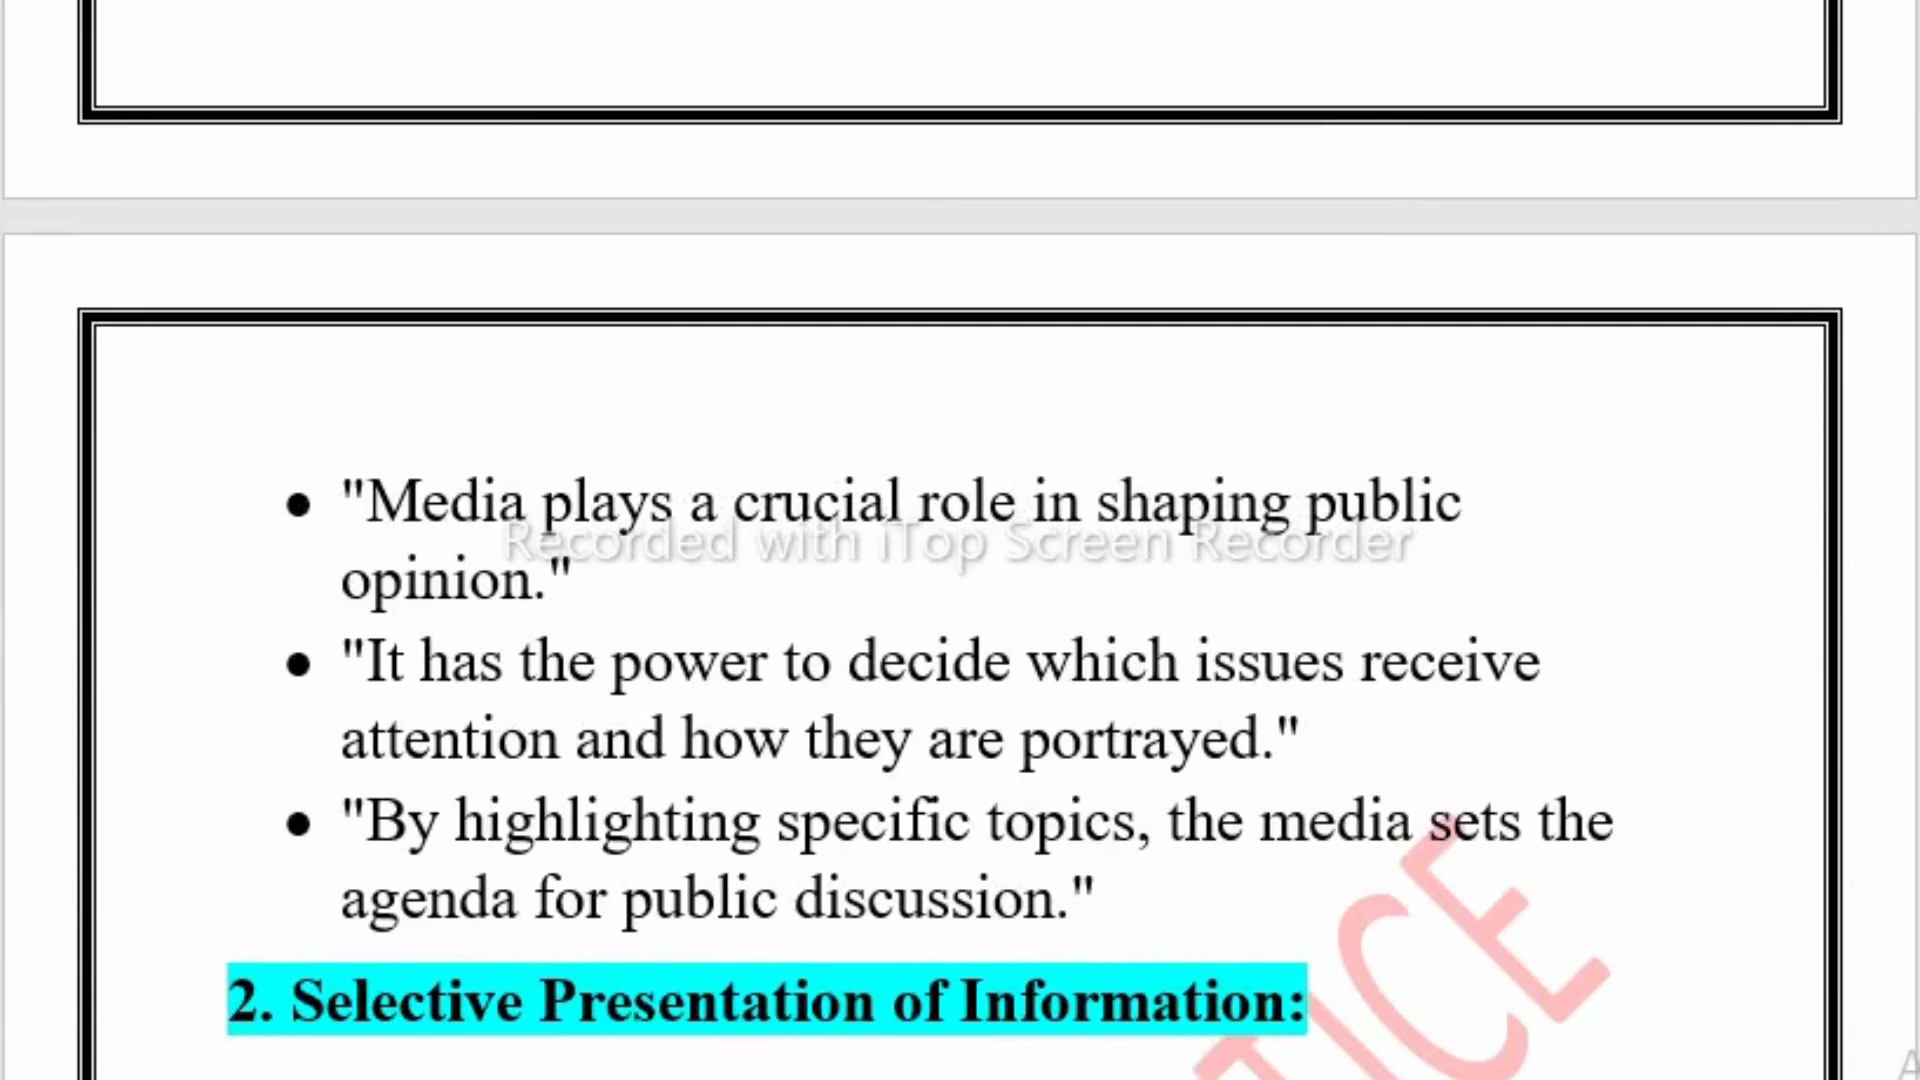 ● "Media plays a crucial role in shaping public
Recorded with iTop Screen Recorder
opinion."
● "It has the power to decide which issues receive
attention and how they are portrayed."
● "By highlighting specific topics, the media sets the
agenda for public discussion."
2. Selective Presentation of Information: